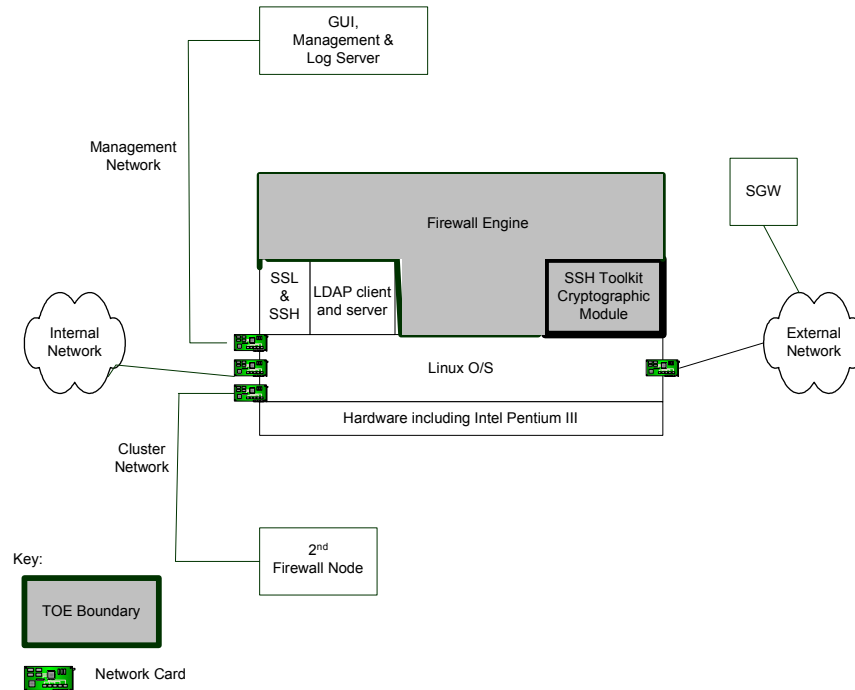 GUI,
Management &
Log Server
Management
Network
SGW
Firewall Engine
SSL
&
SSH
LDAP client
and server
SSH Toolkit
Cryptographic
Module
Internal
Network
Linux O/S
External
Network
Hardware including Intel Pentium III
Cluster
Network
2nd
Firewall Node
Key:
TOE Boundary
Network Card